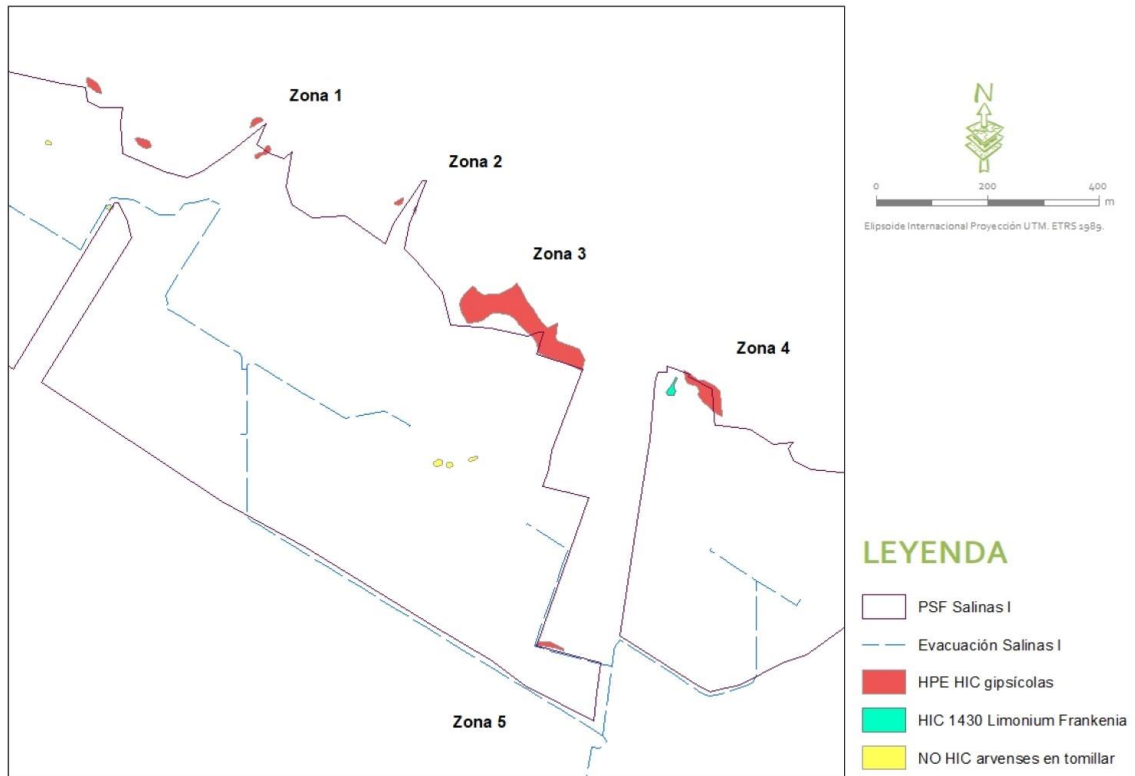 Zona 1
Zona 2
Zona 3
Zona 4
Zona 5
N
0 200 400
m
Elipsoide Internacional Proyección UTM. ETRS 1989.
LEYENDA
PSF Salinas I
Evacuación Salinas I
HPE HIC gipsícolas
HIC 1430 Limonium Frankenia
NO HIC arvenses en tomillar